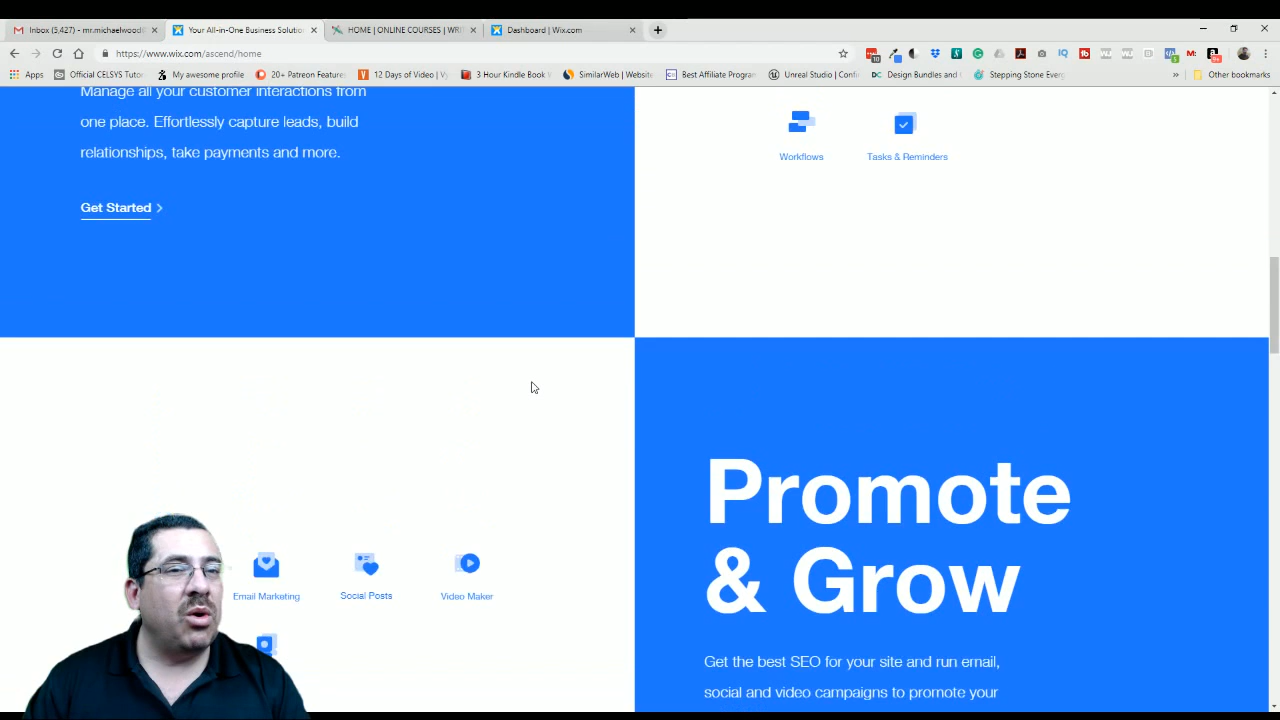 Inbox (5,427) - mr.michaelwood
Your All-in-One Business Solutio
HOME | ONLINE COURSES | WRIT
Dashboard | Wix.com
https://www.wix.com/ascend/home
Apps
Official CELSYS Tutor
My awesome profile
20+ Patreon Features
12 Days of Video | V
3 Hour Kindle Book
SimilarWeb | Website
Best Affiliate Program
Unreal Studio | Confir
Design Bundles and
Stepping Stone Everg
Other bookmarks
Manage all your customer interactions from
one place. Effortlessly capture leads, build
relationships, take payments and more.
Get Started
Workflows
Tasks & Reminders
Email Marketing
Social Posts
Video Maker
Promote
& Grow
Get the best SEO for your site and run email,
social and video campaigns to promote your